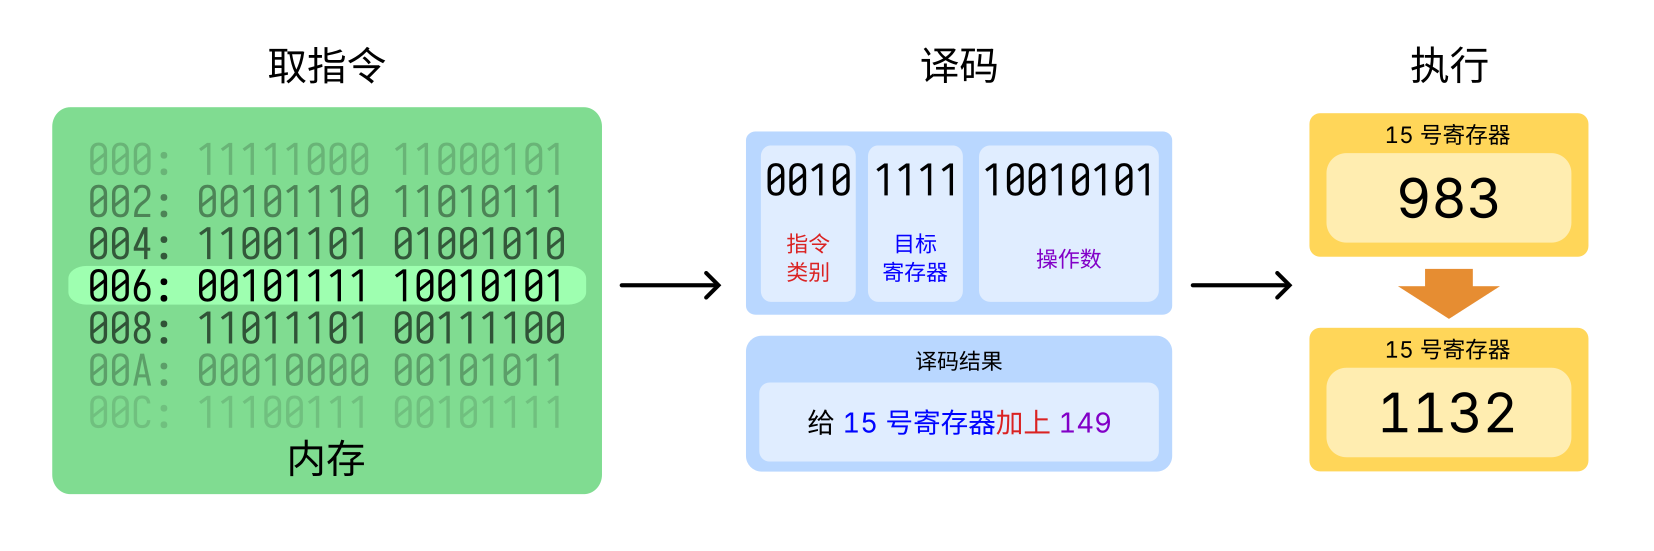 取指令
000: 11111000 11000101
002: 00101110 11010111
004: 11001101 01001010
006: 00101111 10010101
008: 11011101 00111100
00A: 00010000 00101011
00C: 11100111 00101111
内存
译码
0010 1111 10010101
指令
类别
目标
寄存器
操作数
译码结果
给 15 号寄存器加上 149
执行
15 号寄存器
983
15 号寄存器
1132